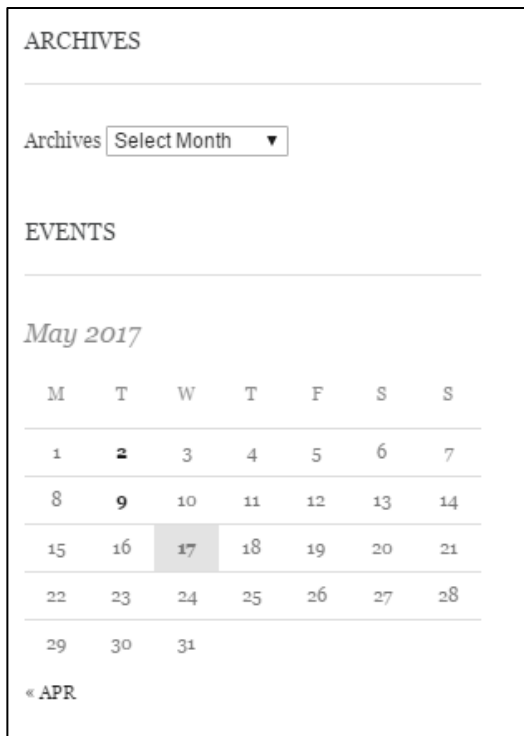 ARCHIVES
Archives Select Month ▼
EVENTS
May 2017
M T W T F S S
1 2 3 4 5 6 7
8 9 10 11 12 13 14
15 16 17 18 19 20 21
22 23 24 25 26 27 28
29 30 31
« APR